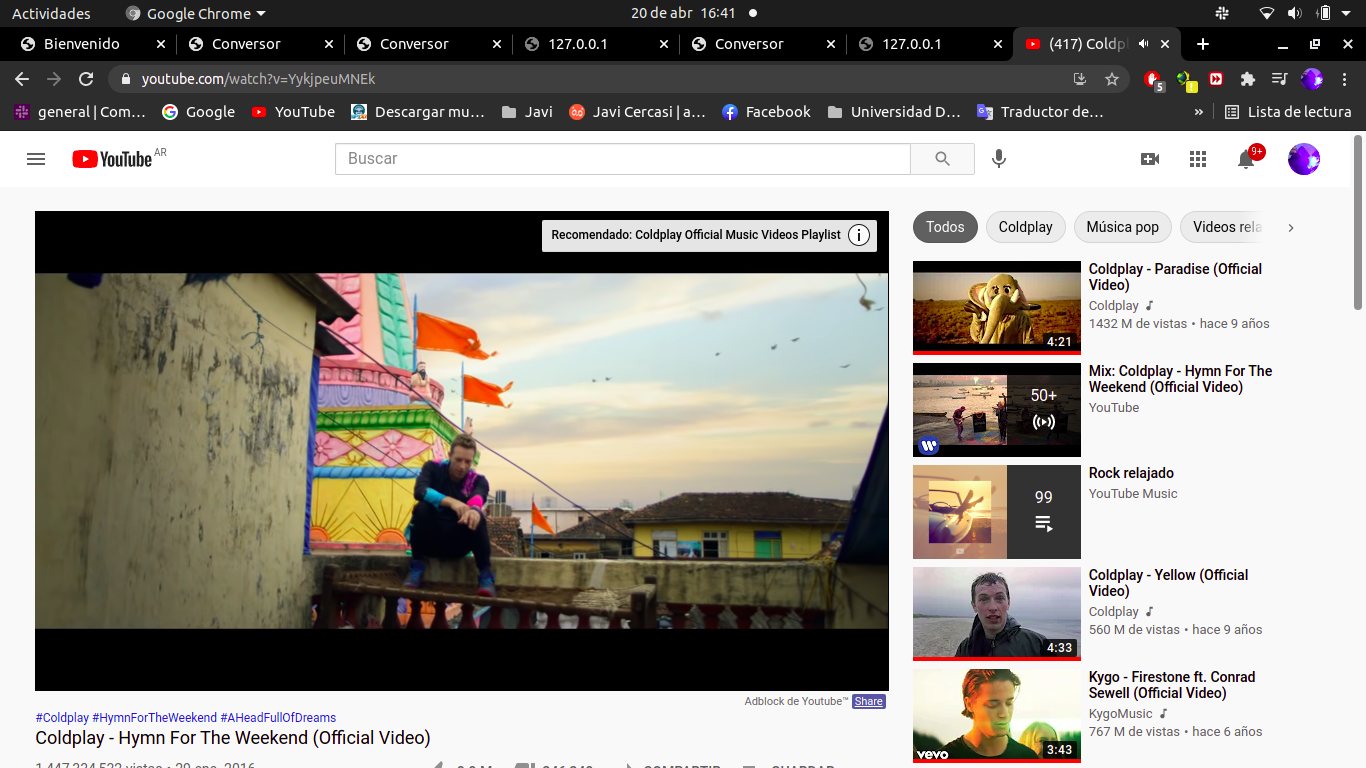 Actividades
Google Chrome
20 de abr 16:41
Bienvenido
Conversor
Conversor
127.0.0.1
Conversor
127.0.0.1
(417) Coldpl
youtube.com/watch?v=YykjpeuMNEk
5
!
general | Com…
Google
YouTube
Descargar mu…
Javi
Javi Cercasi | a…
Facebook
Universidad D…
Traductor de…
»
Lista de lectura
YouTube AR
Buscar
9+
Recomendado: Coldplay Official Music Videos Playlist
Todos
Coldplay
Música pop
Videos rela
Coldplay - Paradise (Official
Video)
Coldplay
1432 M de vistas • hace 9 años
4:21
Mix: Coldplay - Hymn For The
Weekend (Official Video)
YouTube
50+
Rock relajado
YouTube Music
99
Coldplay - Yellow (Official
Video)
Coldplay
560 M de vistas • hace 9 años
4:33
Kygo - Firestone ft. Conrad
Sewell (Official Video)
KygoMusic
767 M de vistas • hace 6 años
vevo
3:43
Adblock de Youtube™ Share
#Coldplay #HymnForTheWeekend #AHeadFullOfDreams
Coldplay - Hymn For The Weekend (Official Video)